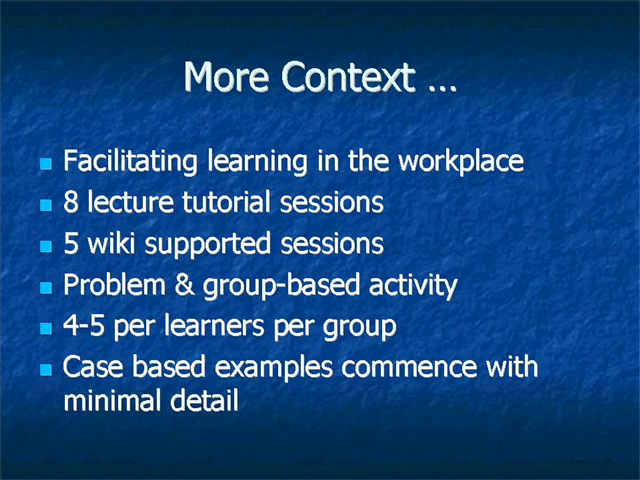 More Context ...
Facilitating learning in the workplace
8 lecture tutorial sessions
5 wiki supported sessions
Problem & group-based activity
4-5 per learners per group
Case based examples commence with
minimal detail